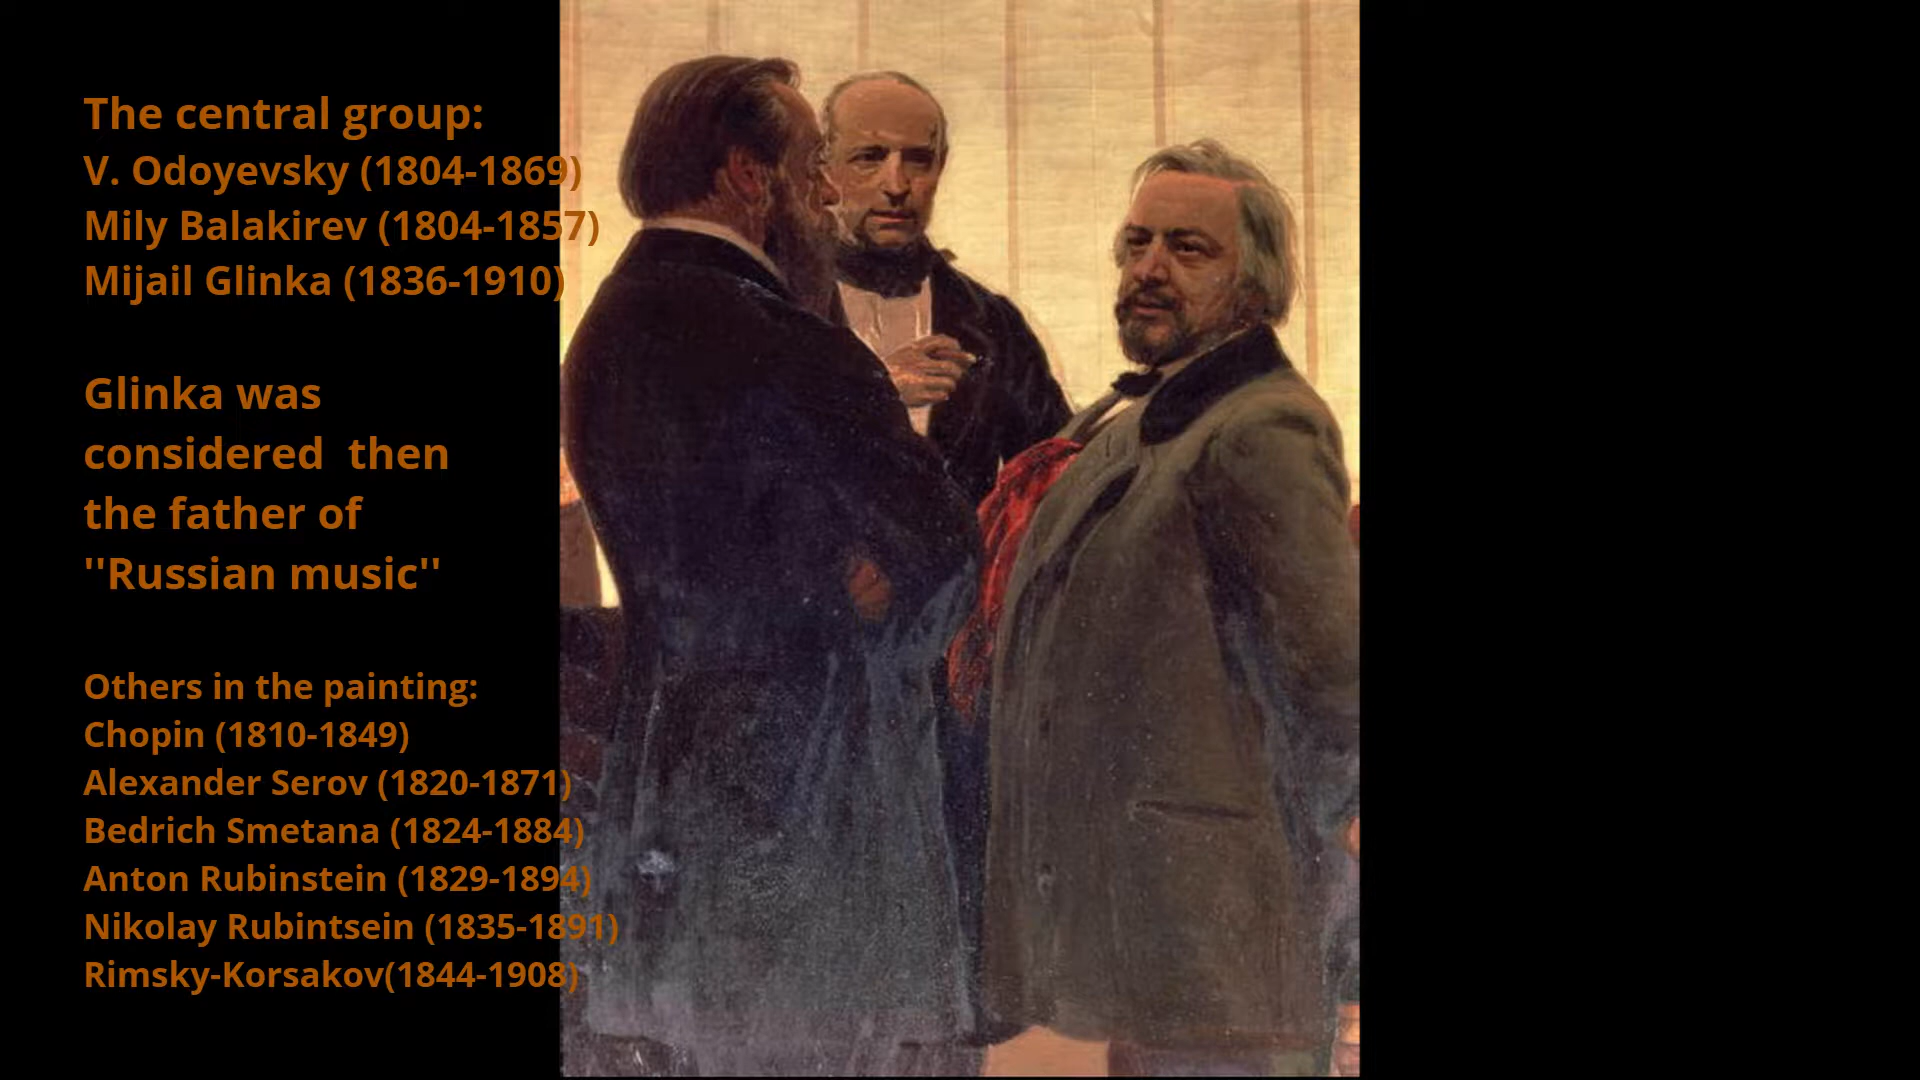 The central group:
V. Odoyevsky (1804-1869)
Mily Balakirev (1804-1857)
Mijail Glinka (1836-1910)
Glinka was
considered  then
the father of
''Russian music''
Others in the painting:
Chopin (1810-1849)
Alexander Serov (1820-1871)
Bedrich Smetana (1824-1884)
Anton Rubinstein (1829-1894)
Nikolay Rubintsein (1835-1891)
Rimsky-Korsakov(1844-1908)